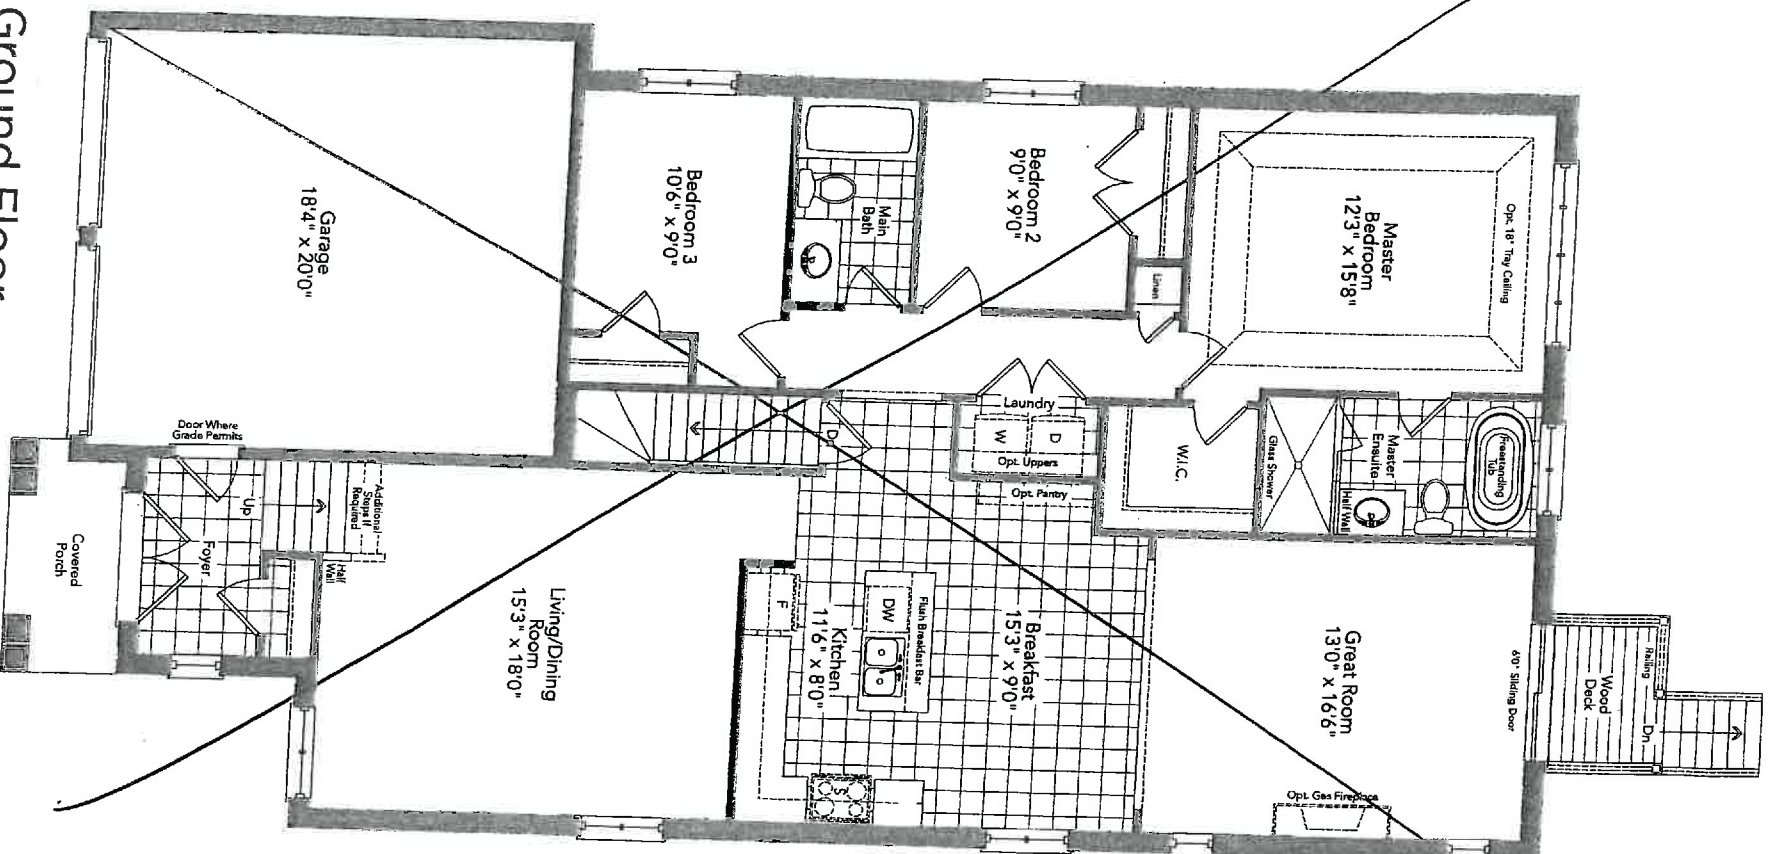 Ground Floor
Garage
18'4" x 20'0"
Bedroom 3
10'6" x 9'0"
Main
Bath
Bedroom 2
9'0" x 9'0"
Linen
Master
Bedroom
12'3" x 15'8"
Opt. 18" Tray Ceiling
Door Where
Grade Permits
Up
Additional
Steps If
Required
Half
Wall
Foyer
Covered
Porch
D
Laundry
W
D
Opt. Uppers
Opt. Pantry
W.I.C.
Glass Shower
Master
Ensuite
Half Wall
Freestanding
Tub
Living/Dining
Room
15'3" x 18'0"
F
Kitchen
11'6" x 8'0"
DW
Flush Breakfast Bar
S
Breakfast
15'3" x 9'0"
Great Room
13'0" x 16'6"
Opt. Gas Fireplace
6'0" Sliding Door
Wood
Deck
Railing
Dn